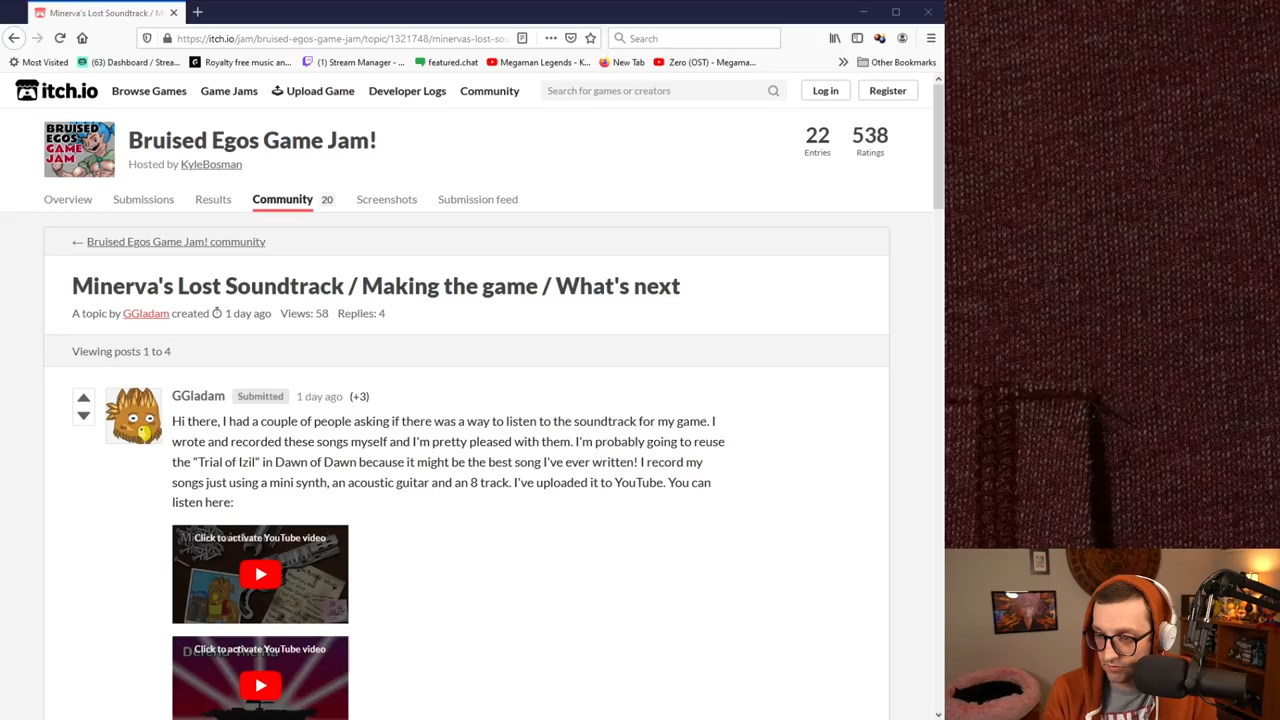 Minerva's Lost Soundtrack / M
https://itch.io/jam/bruised-egos-game-jam/topic/1321748/minervas-lost-sou
Search
Most Visited
(63) Dashboard / Strea...
Royalty free music an...
(1) Stream Manager - ...
featured.chat
Megaman Legends - K...
New Tab
Zero (OST) - Megama...
Other Bookmarks
itch.io
Browse Games
Game Jams
Upload Game
Developer Logs
Community
Search for games or creators
Log in
Register
BRUISED
EGOS
GAME
JAM
Bruised Egos Game Jam!
Hosted by KyleBosman
22
Entries
538
Ratings
Overview
Submissions
Results
Community 20
Screenshots
Submission feed
← Bruised Egos Game Jam! community
Minerva's Lost Soundtrack / Making the game / What's next
A topic by GGladam created 1 day ago Views: 58 Replies: 4
Viewing posts 1 to 4
GGladam Submitted 1 day ago (+3)
Hi there, I had a couple of people asking if there was a way to listen to the soundtrack for my game. I
wrote and recorded these songs myself and I'm pretty pleased with them. I'm probably going to reuse
the "Trial of Izil" in Dawn of Dawn because it might be the best song I've ever written! I record my
songs just using a mini synth, an acoustic guitar and an 8 track. I've uploaded it to YouTube. You can
listen here:
Click to activate YouTube video
Click to activate YouTube video